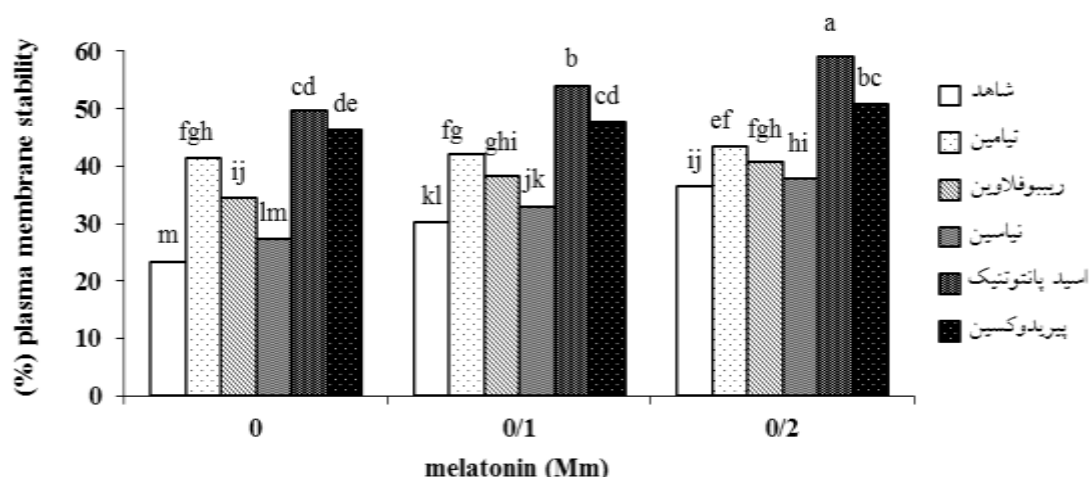 (%) plasma membrane stability
60
50
40
30
20
10
0
m
fgh
ij
lm
cd
de
kl
fg
ghi
jk
b
cd
ij
ef
fgh
hi
a
bc
0
0/1
0/2
melatonin (Mm)
شاهد
تیامین
ریبوفلاوین
نیاسین
اسید پانتوتنیک
پیریدوکسین